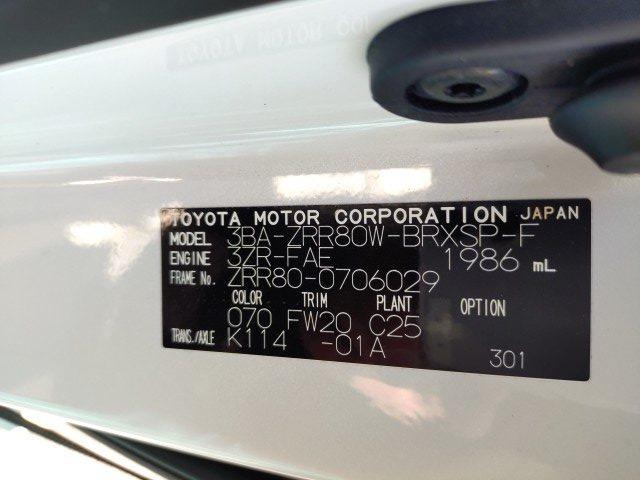 TOYOTA MOTOR CORPORATION JAPAN
MODEL 3BA-ZRR80W-BRXSP-F
ENGINE 3ZR-FAE 1986 mL
FRAME No. ZRR80-0706029
COLOR TRIM PLANT OPTION
070 FW20 C25
TRANS./AXLE K114 -01A
301